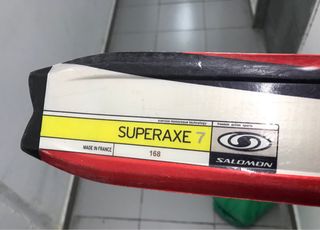 SUPERAXE 7
MADE IN FRANCE
168
SALOMON